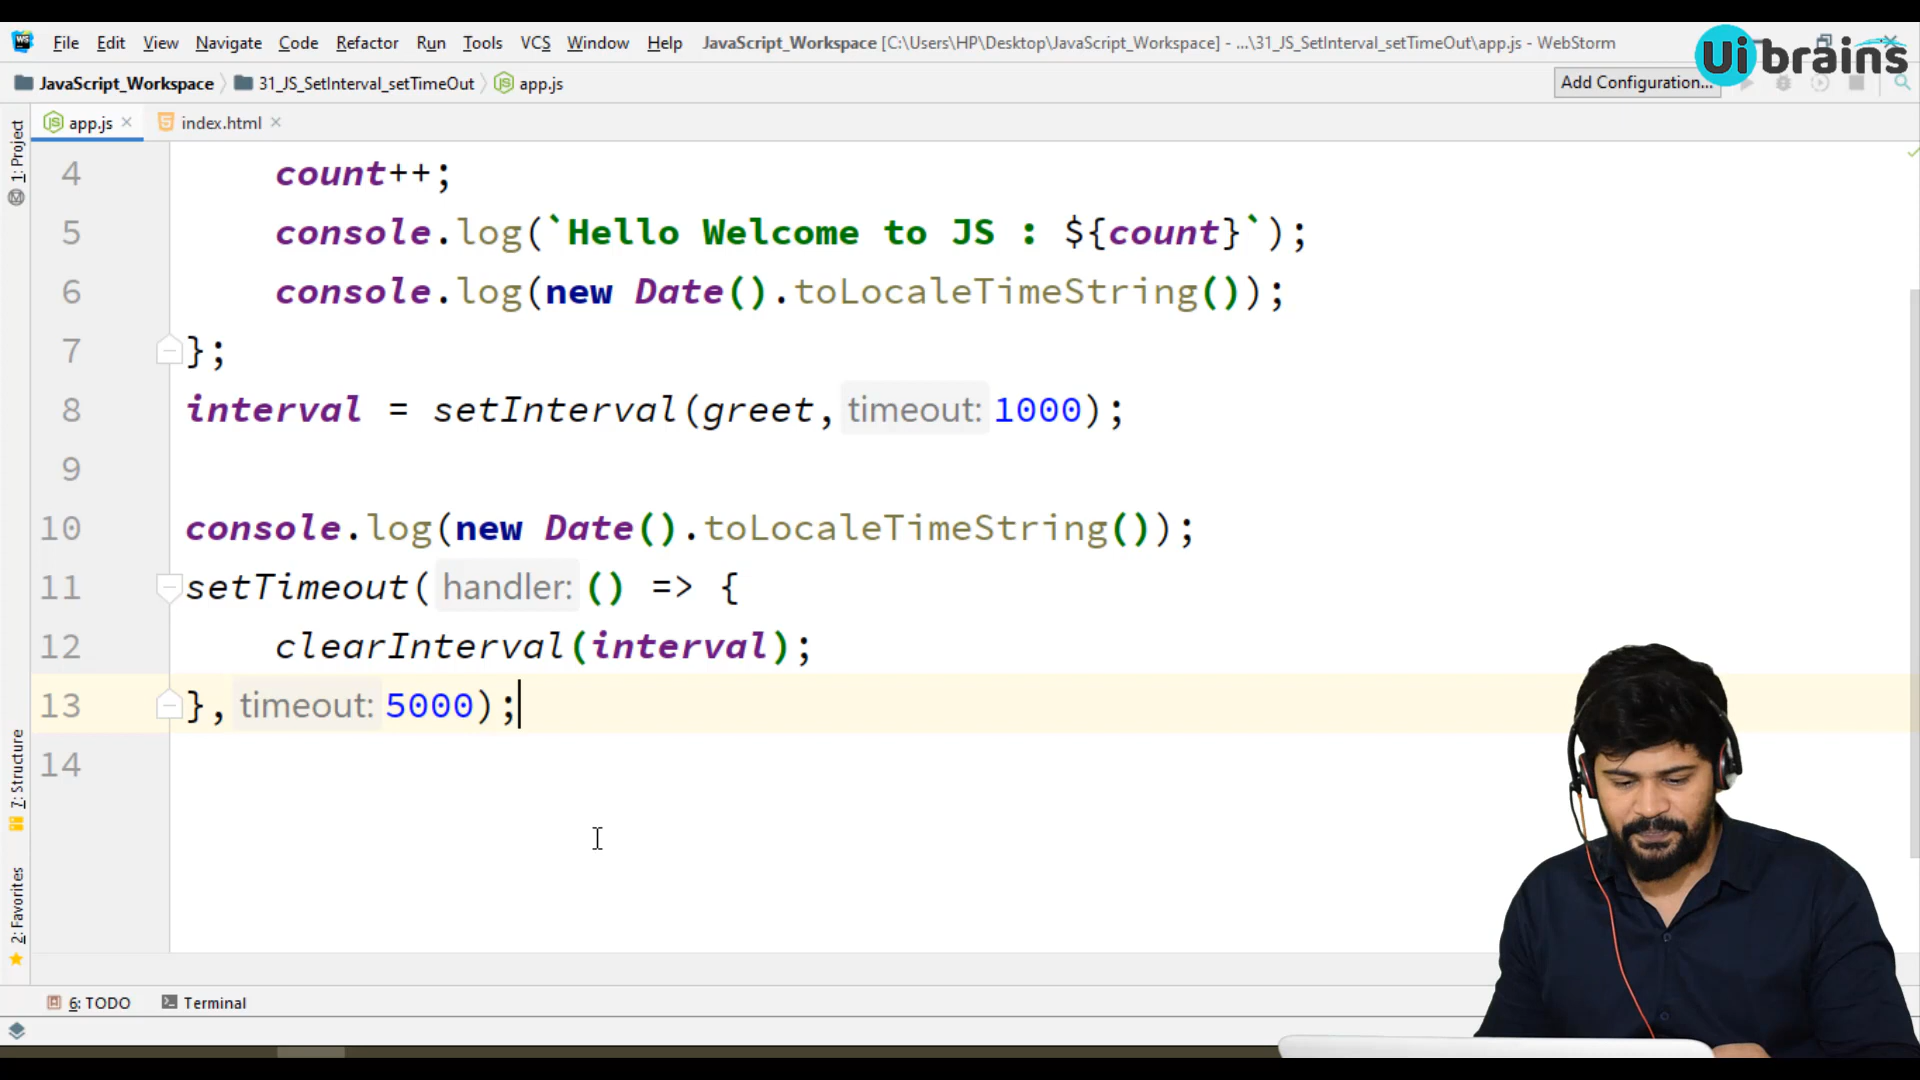 File Edit View Navigate Code Refactor Run Tools VCS Window Help JavaScript_Workspace [C:\Users\HP\Desktop\JavaScript_Workspace] - ...\31_JS_SetInterval_setTimeOut\app.js - WebStorm
Ui brains
JavaScript_Workspace 31_JS_SetInterval_setTimeOut app.js Add Configuration...
app.js index.html
1: Project
7: Structure
2: Favorites
4 count++;
5 console.log(`Hello Welcome to JS : ${count}`);
6 console.log(new Date().toLocaleTimeString());
7 };
8 interval = setInterval(greet, timeout: 1000);
9
10 console.log(new Date().toLocaleTimeString());
11 setTimeout( handler: () => {
12 clearInterval(interval);
13 }, timeout: 5000);
14
6: TODO Terminal